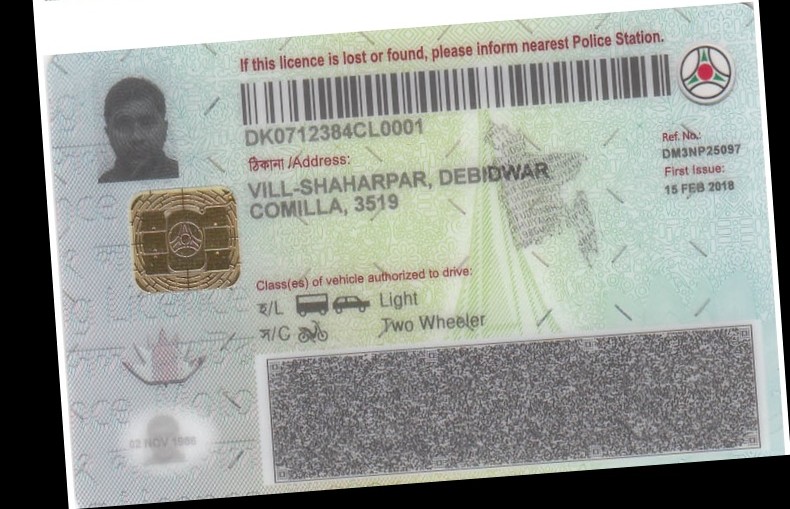 If this licence is lost or found, please inform nearest Police Station.
DK0712384CL0001
Ref. No.:
DM3NP25097
First Issue:
15 FEB 2018
ঠিকানা /Address:
VILL-SHAHARPAR, DEBIDWAR
COMILLA, 3519
Class(es) of vehicle authorized to drive:
হ/L Light
ম/C Two Wheeler
02 NOV 1986